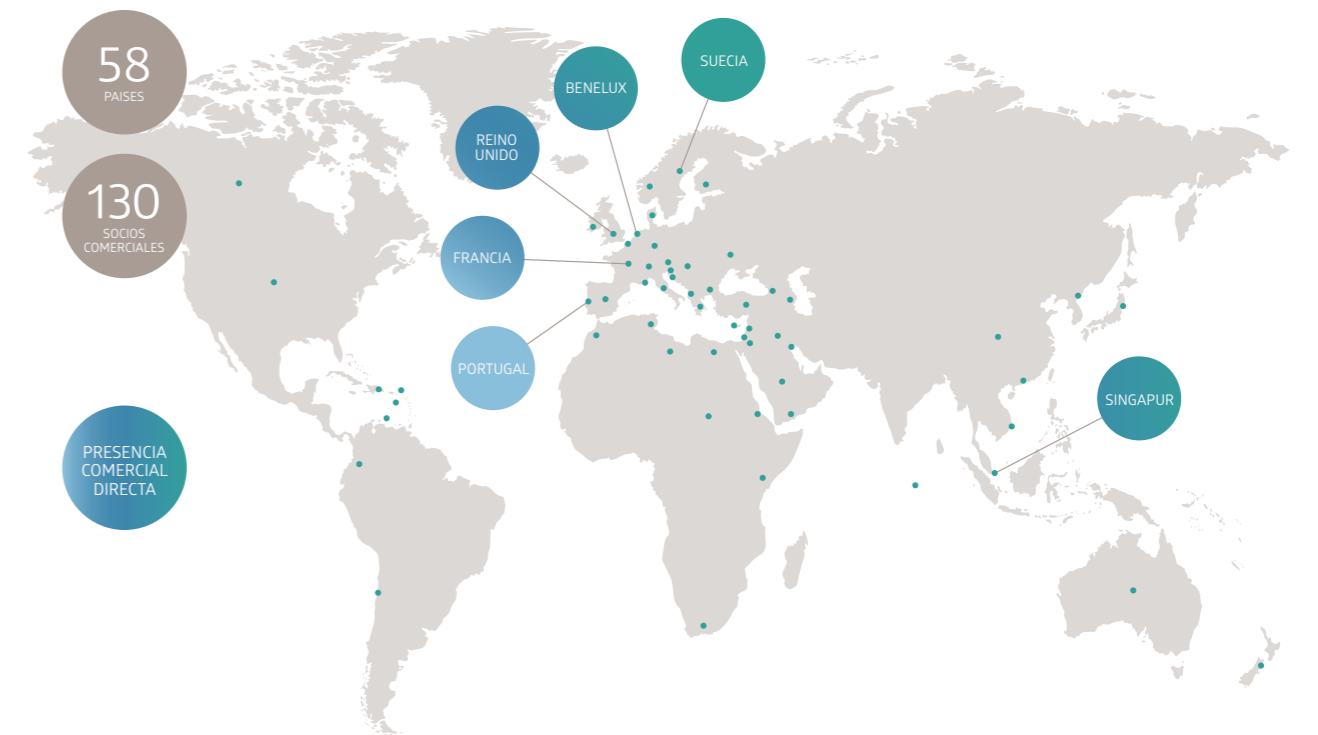 58
PAISES
130
SOCIOS
COMERCIALES
PRESENCIA
COMERCIAL
DIRECTA
SUECIA
BENELUX
REINO
UNIDO
FRANCIA
PORTUGAL
SINGAPUR